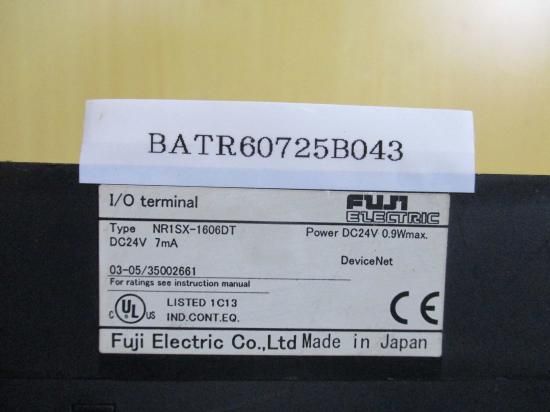 BATR60725B043
I/O terminal
FUJI
ELECTRIC
Type NR1SX-1606DT
Power DC24V 0.9Wmax.
DC24V 7mA
DeviceNet
03-05/35002661
For ratings see instruction manual
C UL US LISTED 1C13
IND.CONT.EQ.
CE
Fuji Electric Co.,Ltd Made in Japan